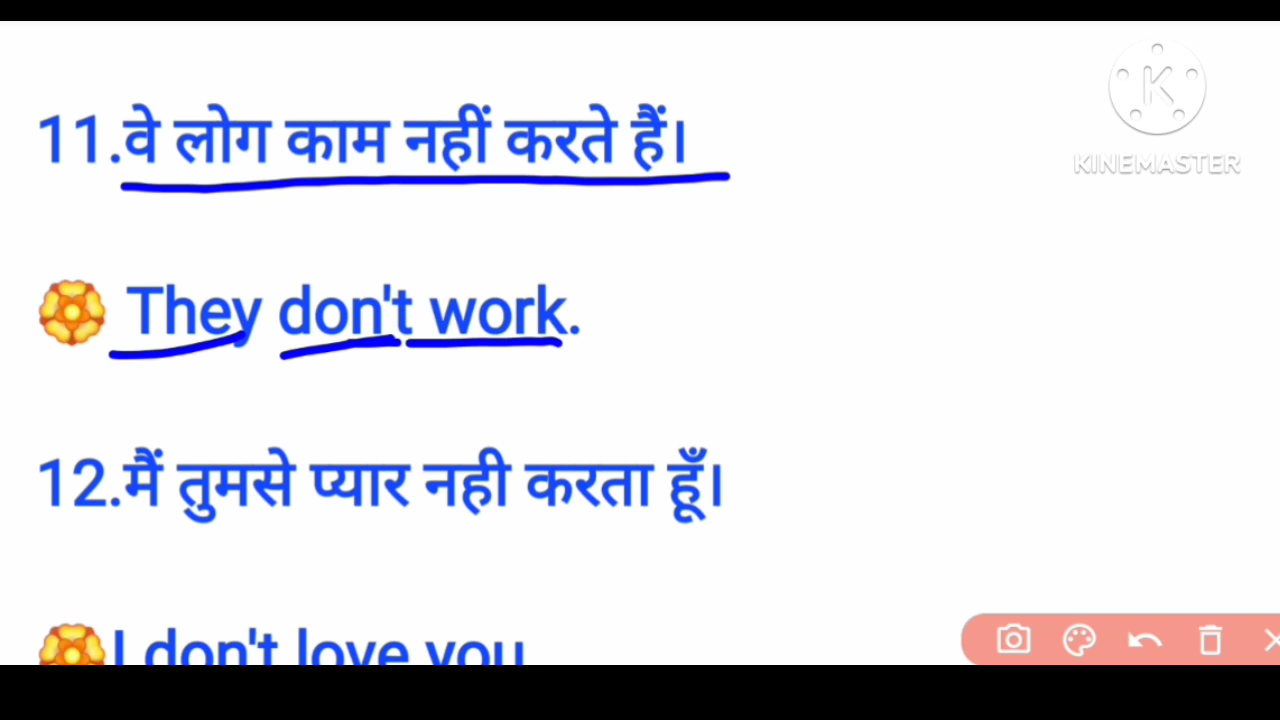 11.वे लोग काम नहीं करते हैं।
KINEMASTER
They don't work.
12.मैं तुमसे प्यार नही करता हूँ।
I don't love you